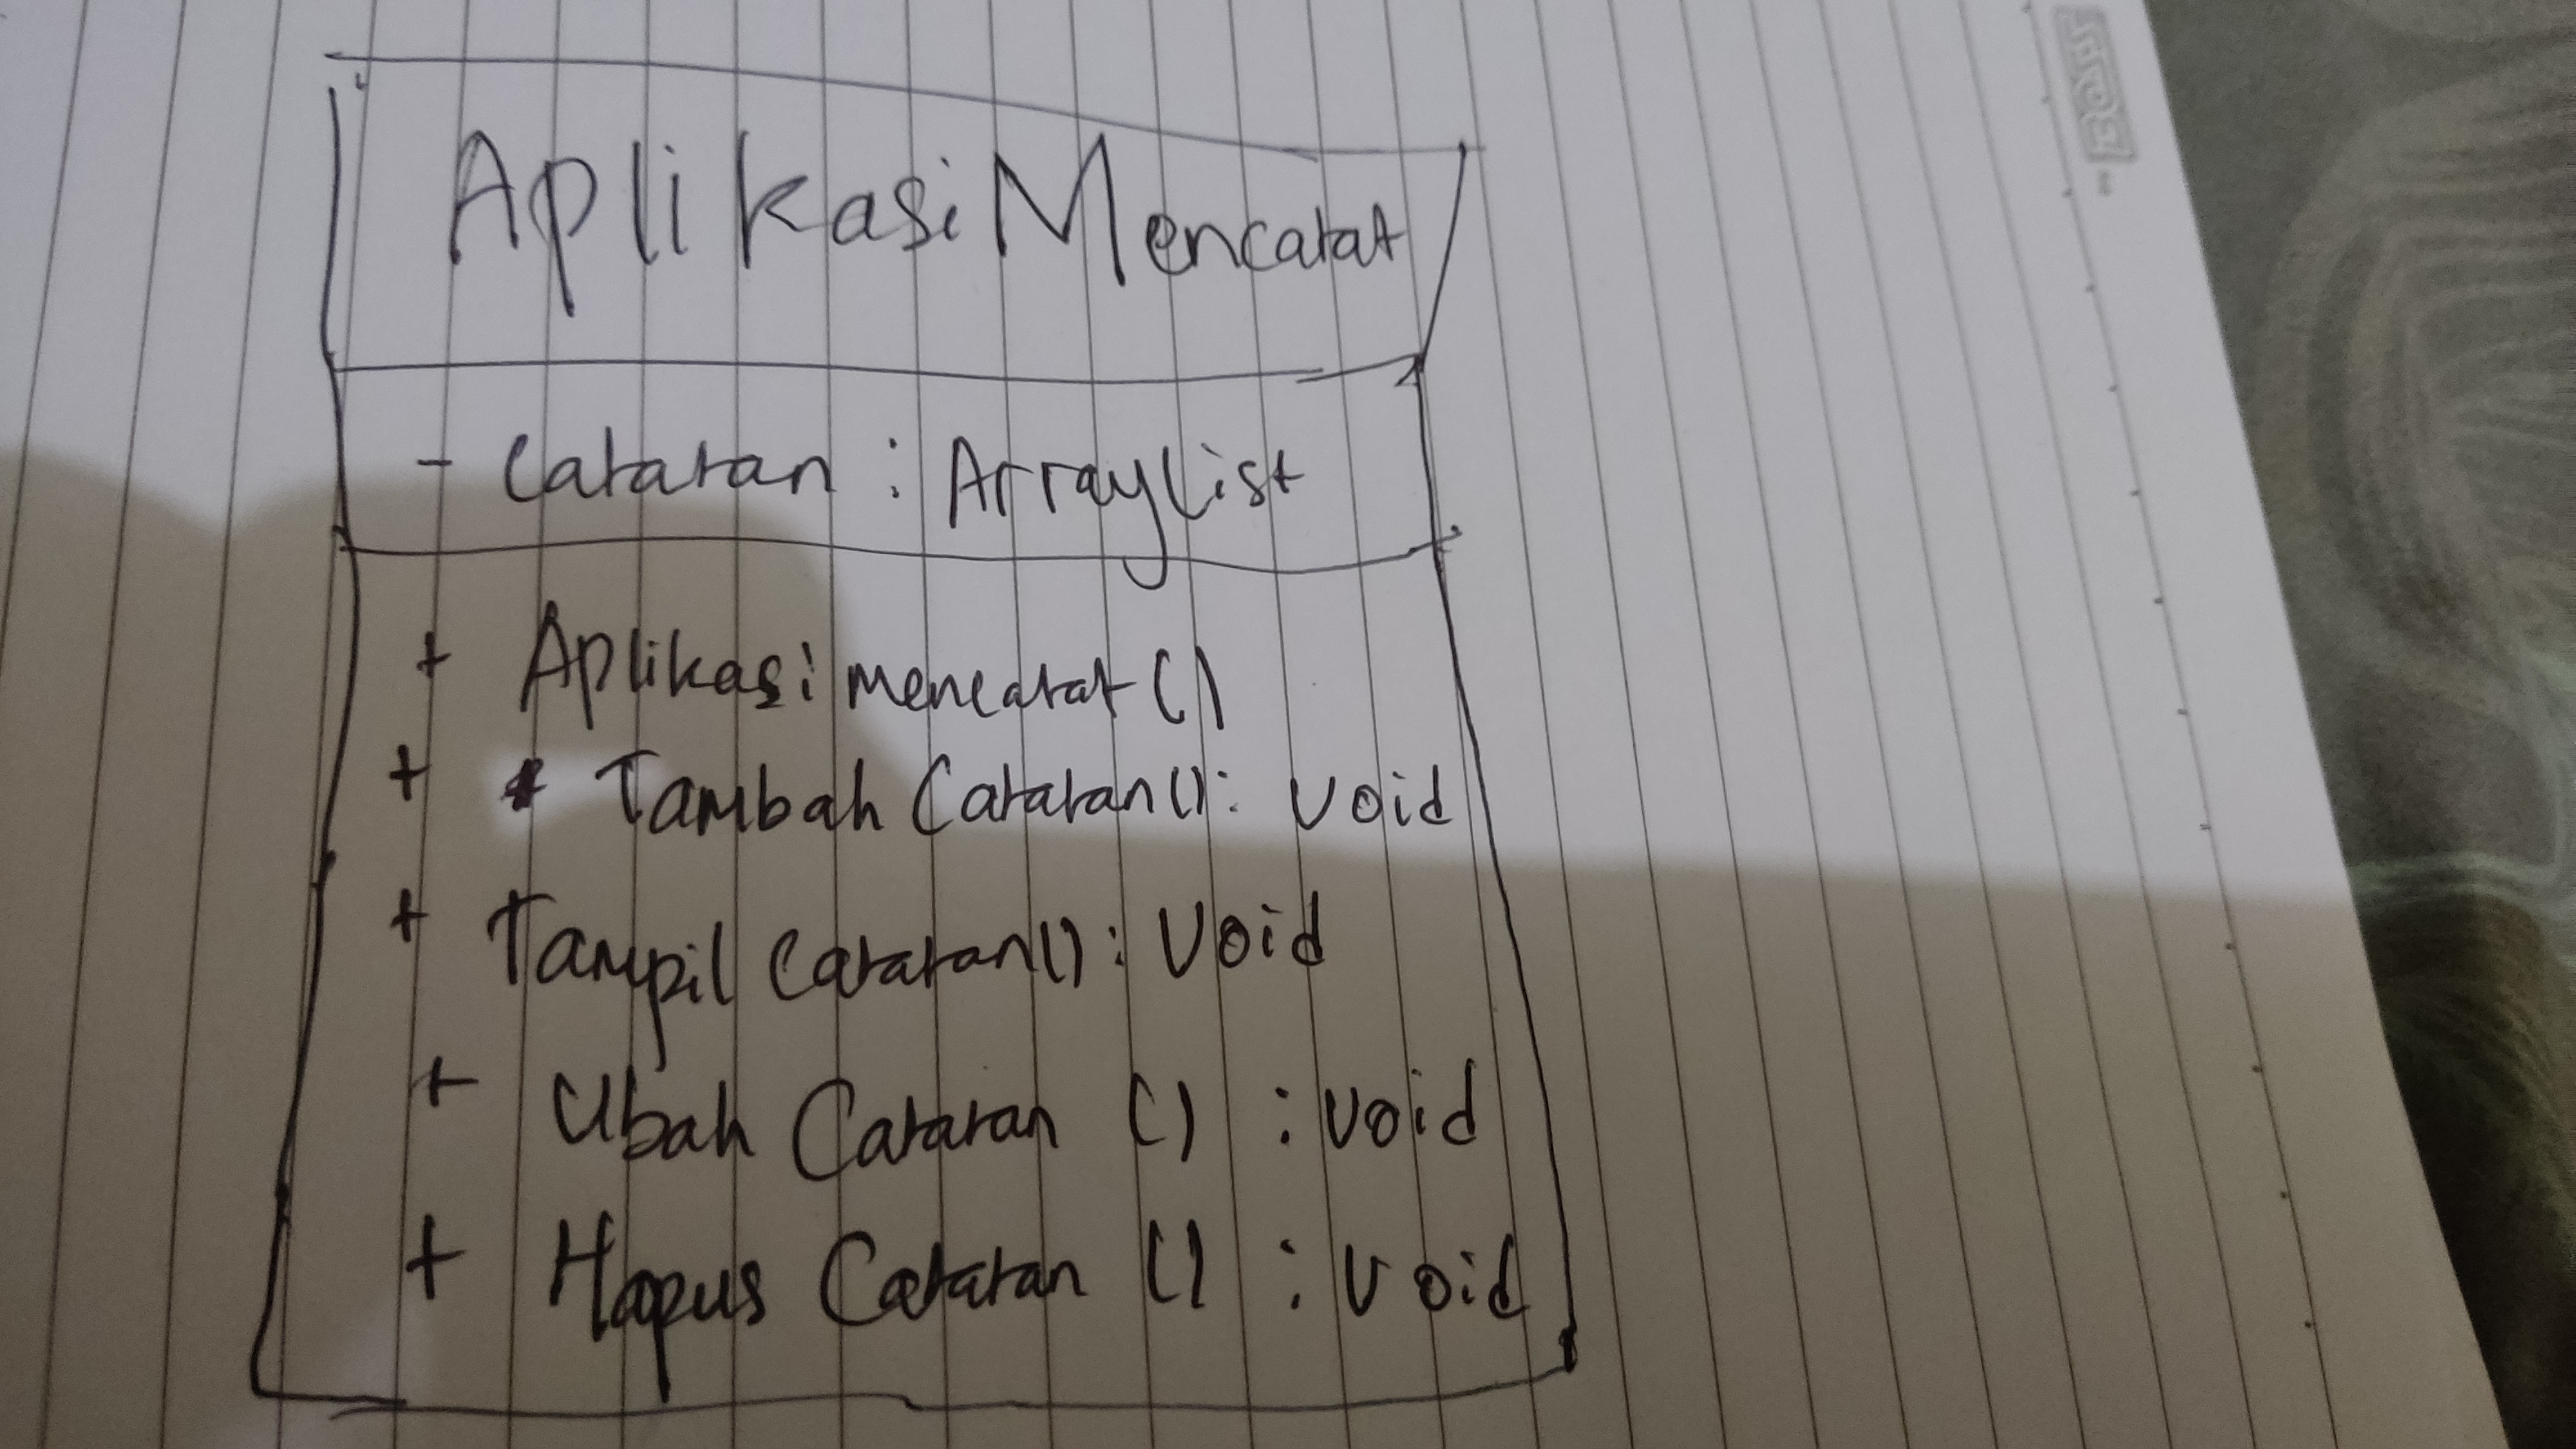 AplikasiMencatat
- Catatan : ArrayList
+ Aplikasi mencatat ()
+ Tambah Catatan() : void
+ Tampil Catatan() : Void
+ Ubah Catatan () : void
+ Hapus Catatan () : void